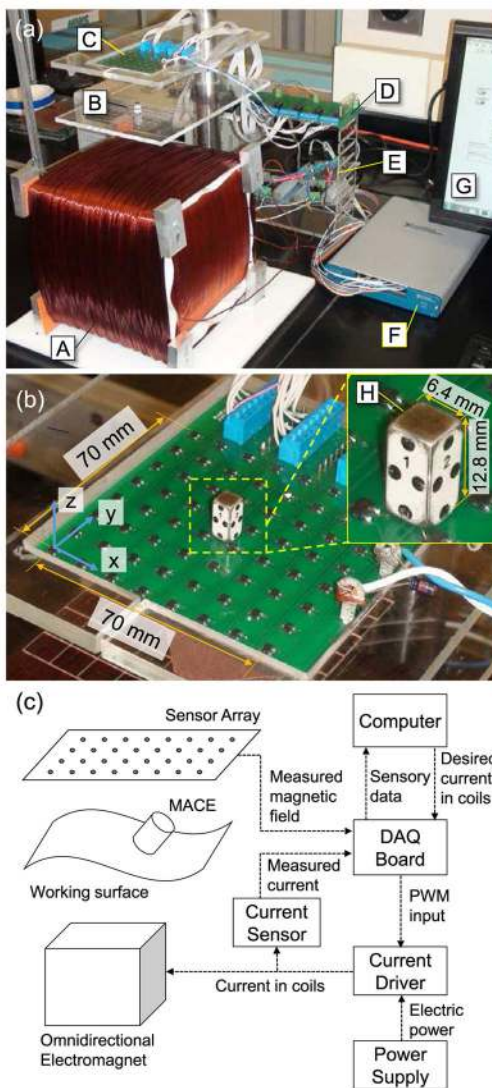 (a)
C
B
D
E
G
A
F
(b)
70 mm
z
y
x
70 mm
H
6.4 mm
12.8 mm
1
2
(c)
Sensor Array
Computer
Measured
magnetic
field
Sensory
data
Desired
current
in coils
MACE
Working surface
DAQ
Board
Measured
current
Current
Sensor
PWM
input
Current in coils
Current
Driver
Omnidirectional
Electromagnet
Electric
power
Power
Supply